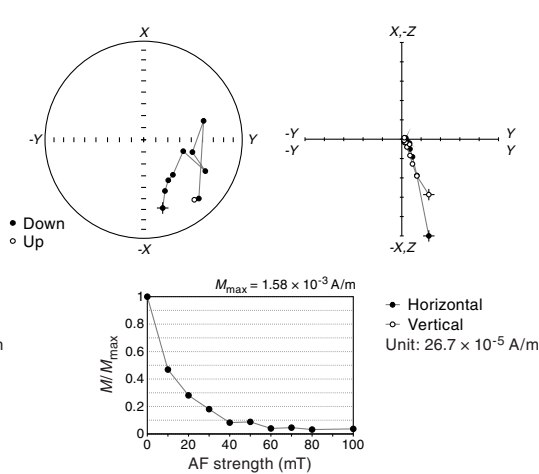 X
X,-Z
-Y
Y
-Y
Y
-Y
Y
Down
Up
-X
-X,Z
Mmax = 1.58 × 10-3 A/m
Horizontal
Vertical
Unit: 26.7 × 10-5 A/m
1
0.8
0.6
0.4
0.2
0
M/Mmax
0 20 40 60 80 100
AF strength (mT)